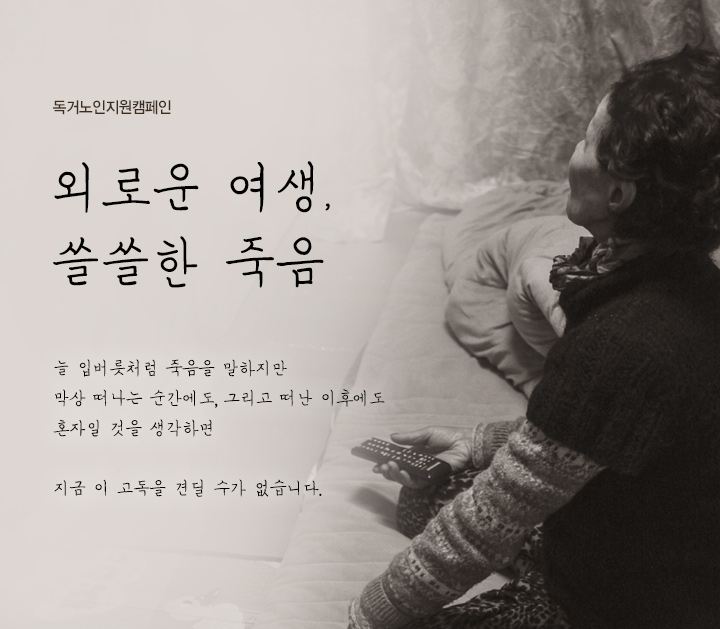 독거노인지원캠페인
외로운 여생,
쓸쓸한 죽음
늘 입버릇처럼 죽음을 말하지만
막상 떠나는 순간에도, 그리고 떠난 이후에도
혼자일 것을 생각하면
지금 이 고독을 견딜 수가 없습니다.